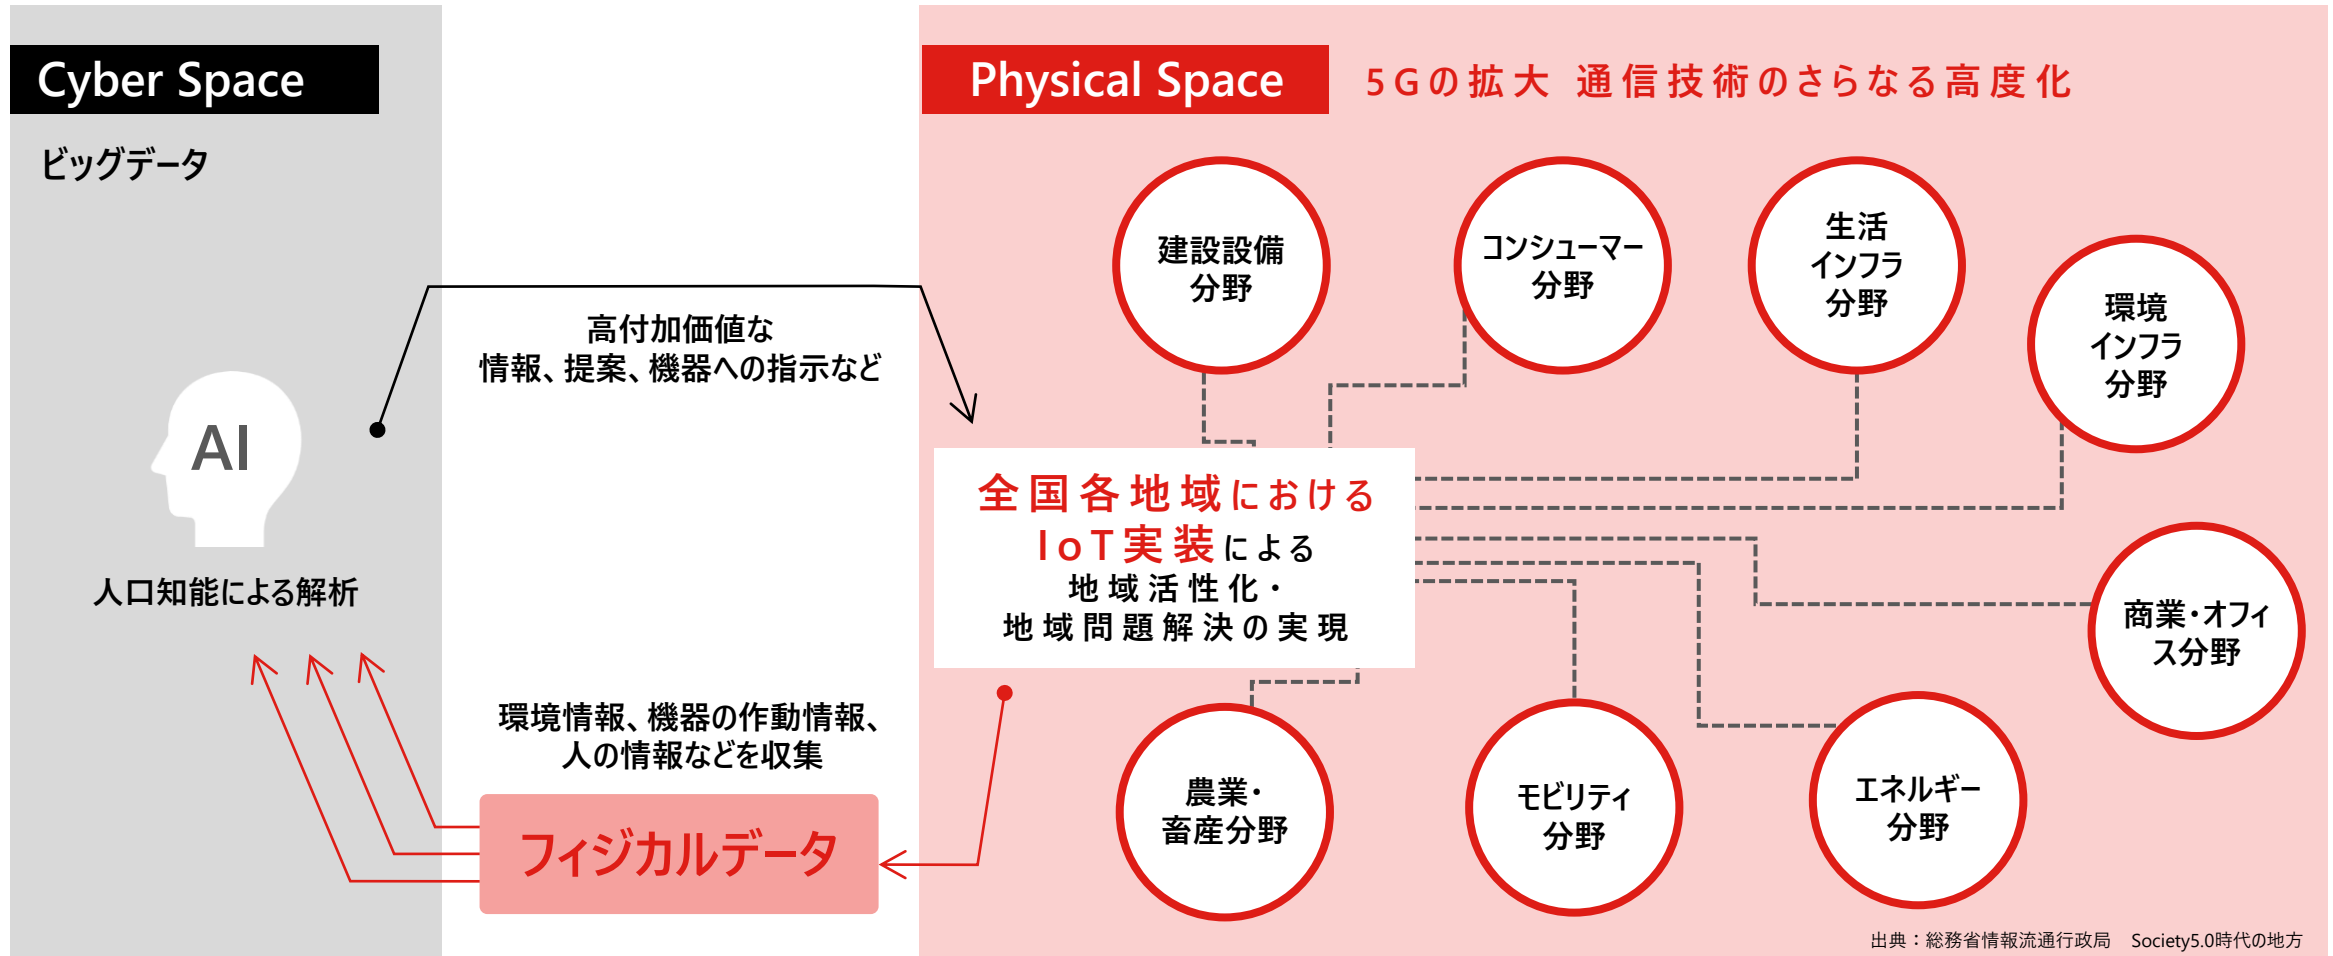 Cyber Space
ビッグデータ
AI
人口知能による解析
高付加価値な
情報、提案、機器への指示など
環境情報、機器の作動情報、
人の情報などを収集
フィジカルデータ
Physical Space
5Gの拡大 通信技術のさらなる高度化
建設設備
分野
コンシューマー
分野
生活
インフラ
分野
環境
インフラ
分野
全国各地域における
IoT実装による
地域活性化・
地域問題解決の実現
商業・オフィ
ス分野
農業・
畜産分野
モビリティ
分野
エネルギー
分野
出典：総務省情報流通行政局　Society5.0時代の地方